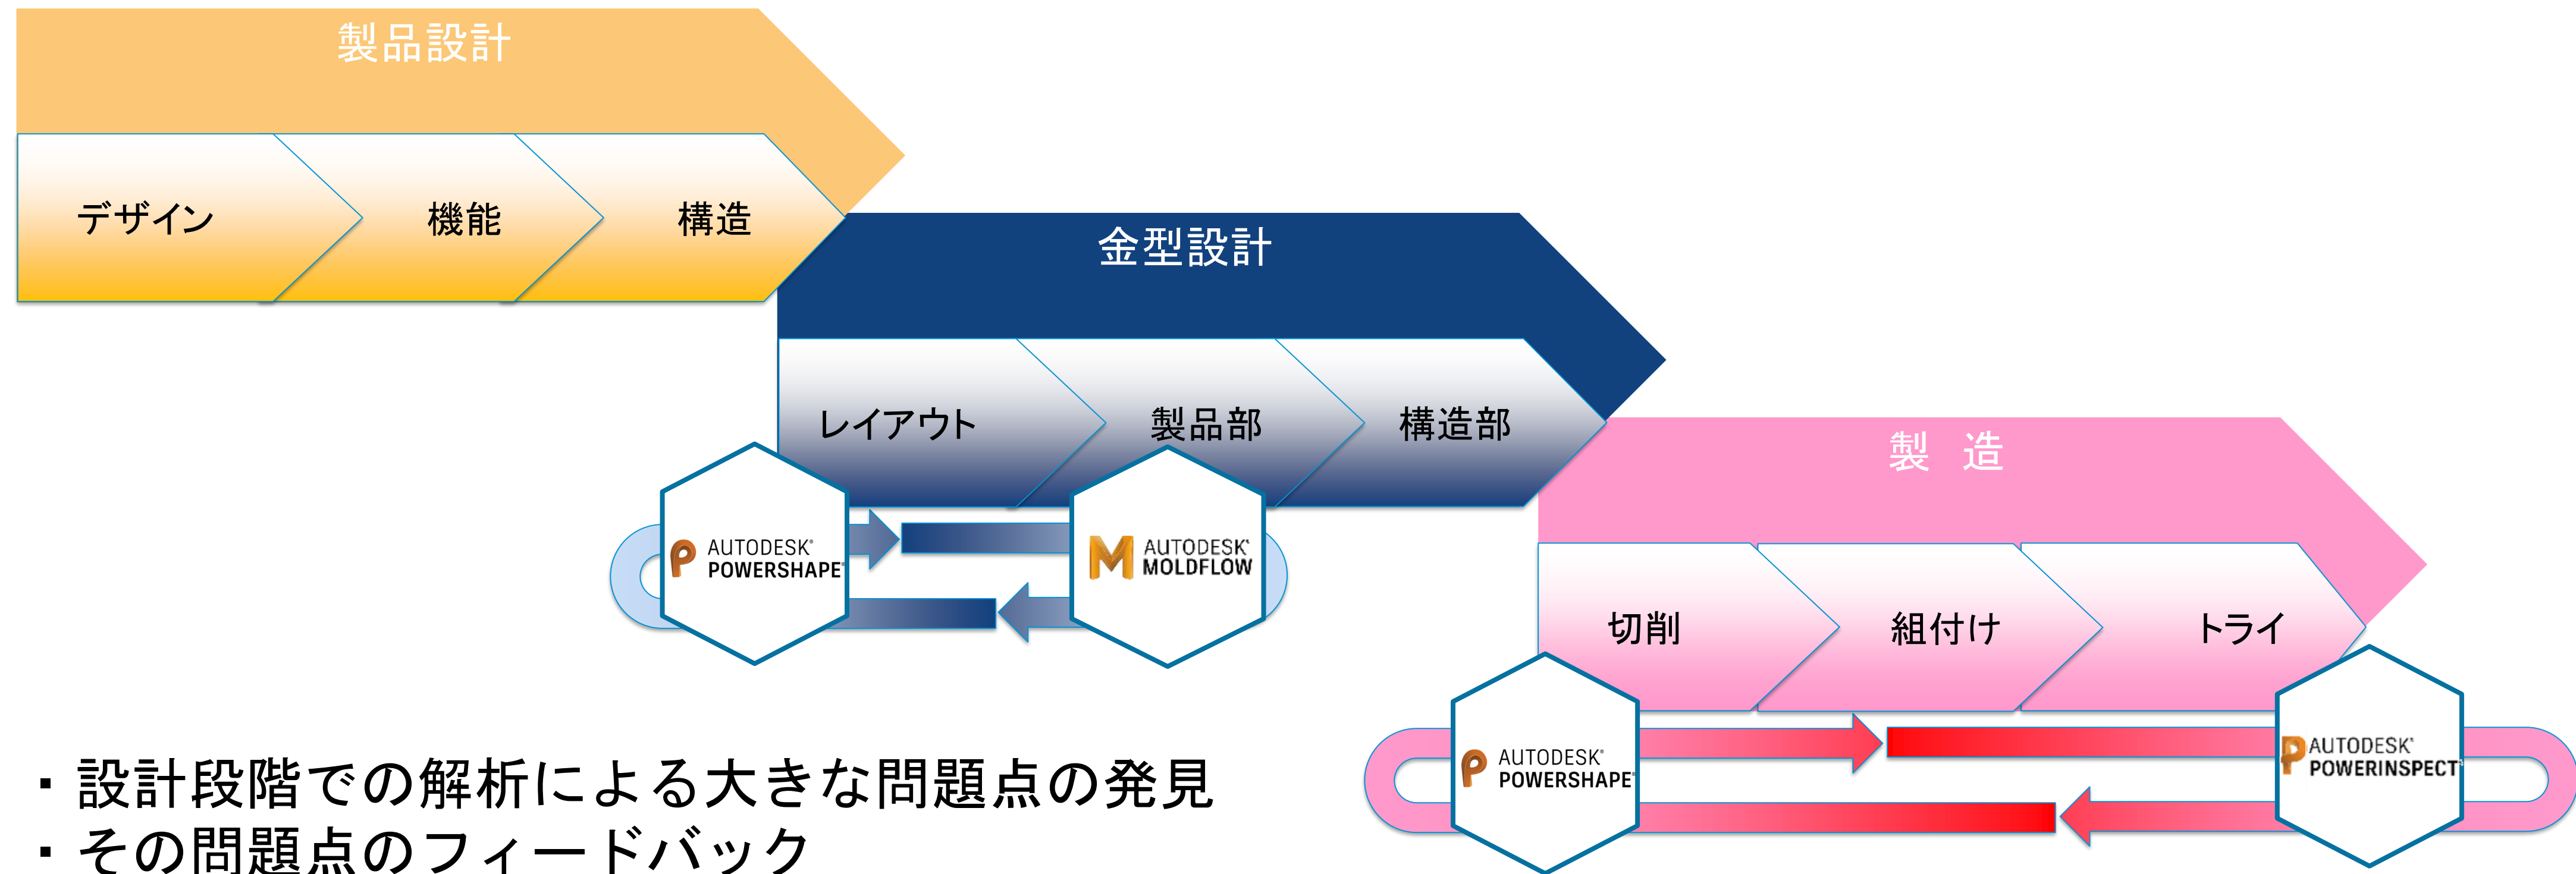 製品設計
デザイン
機能
構造
金型設計
レイアウト
製品部
構造部
AUTODESK®
POWERSHAPE®
AUTODESK®
MOLDFLOW
製 造
切削
組付け
トライ
AUTODESK®
POWERSHAPE®
AUTODESK®
POWERINSPECT®
・設計段階での解析による大きな問題点の発見
・その問題点のフィードバック